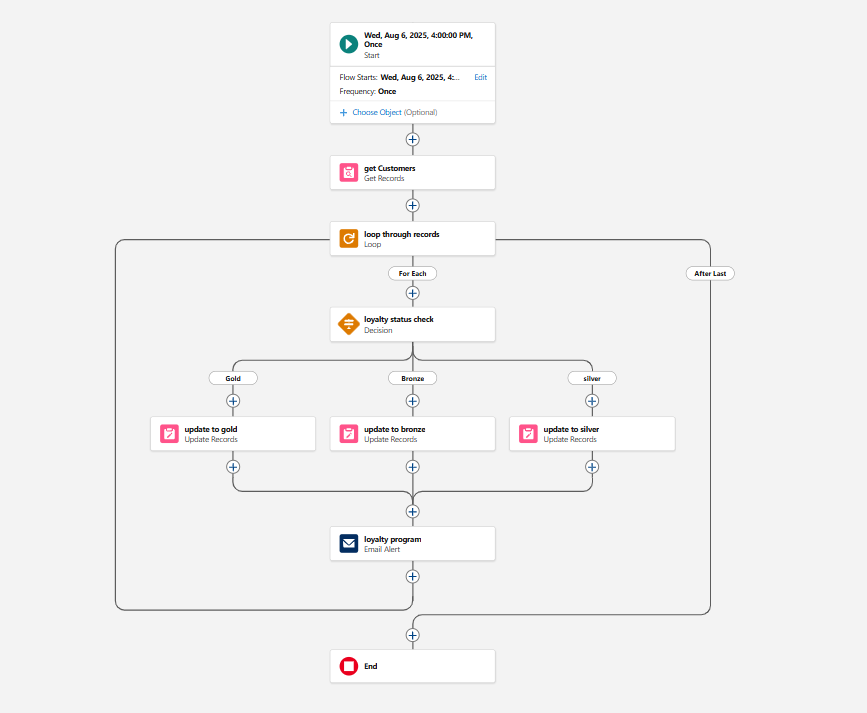 Wed, Aug 6, 2025, 4:00:00 PM,
Once
Start
Flow Starts: Wed, Aug 6, 2025, 4:... Edit
Frequency: Once
+ Choose Object (Optional)
get Customers
Get Records
loop through records
Loop
For Each
After Last
loyalty status check
Decision
Gold
Bronze
silver
update to gold
Update Records
update to bronze
Update Records
update to silver
Update Records
loyalty program
Email Alert
End